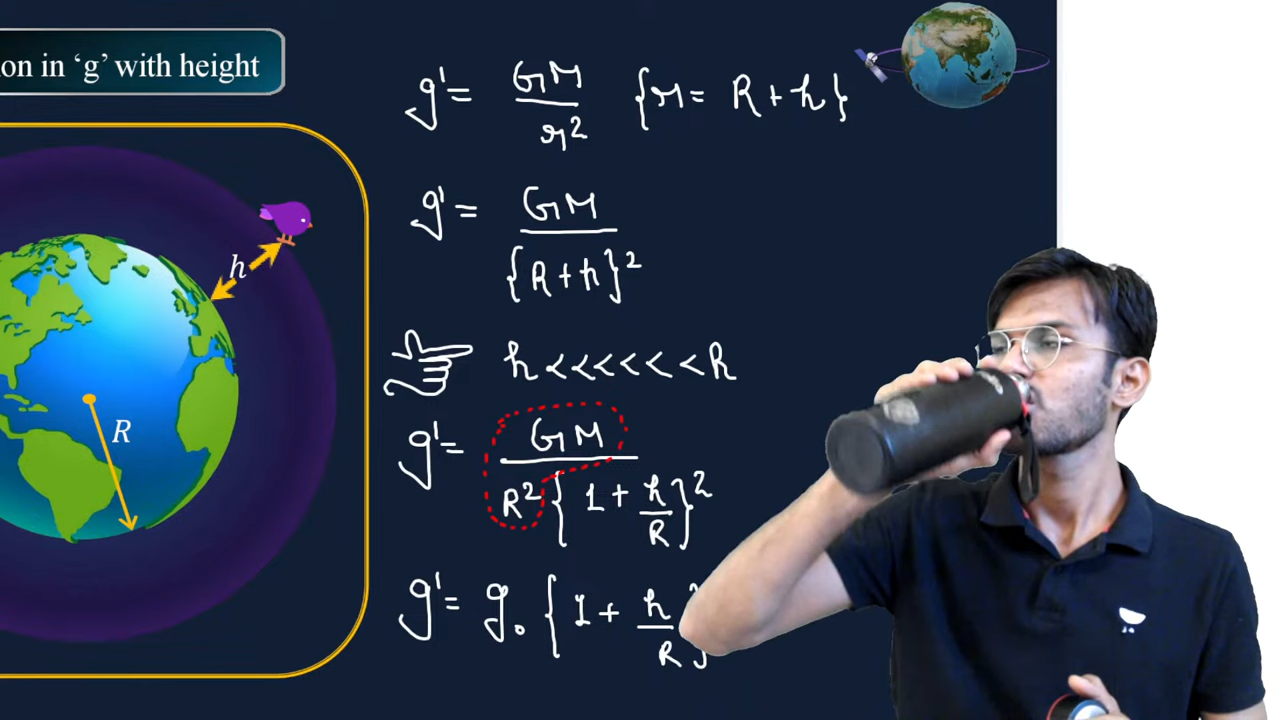 on in ‘g’ with height
g' = GM / r² {r = R + h}
g' = GM / {R + h}²
h
h <<<<<< R
R
g' = GM / R² { 1 + h/R }²
g' = g₀ { 1 + h/R }